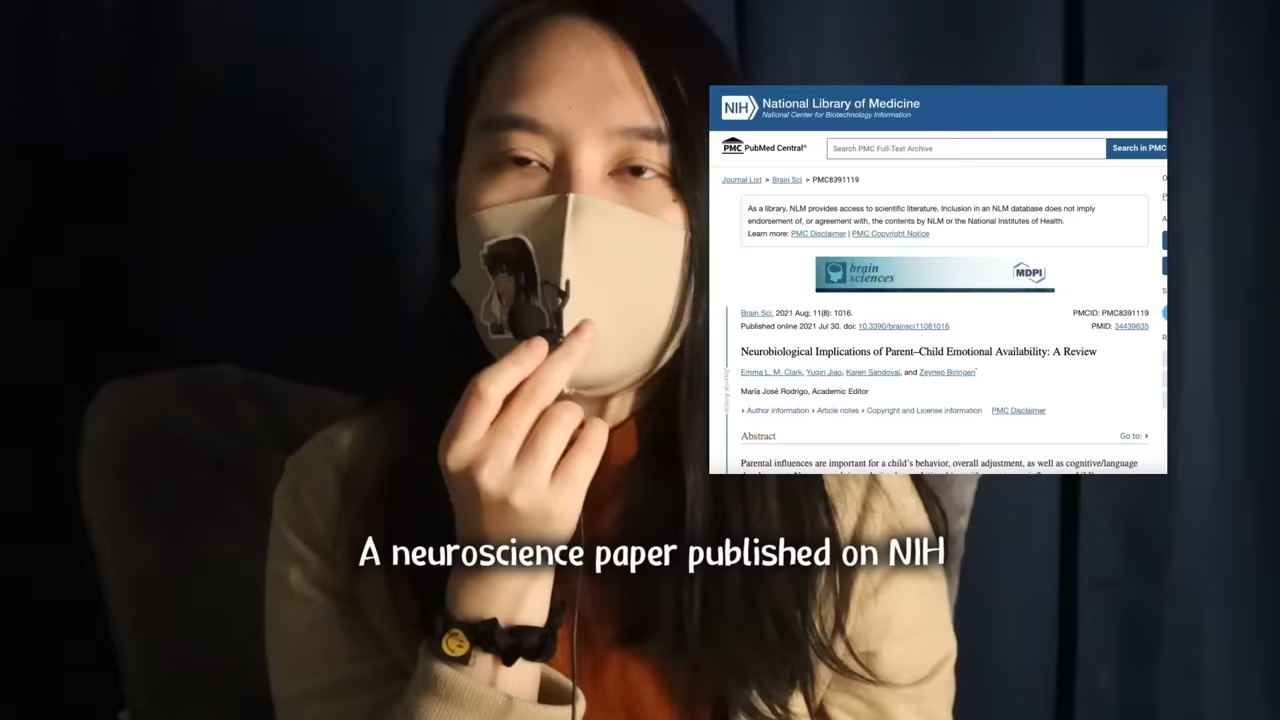 NIH National Library of Medicine
National Center for Biotechnology Information
PMC PubMed Central®
Search PMC Full-Text Archive
Search in PMC
Journal List > Brain Sci > PMC8391119
As a library, NLM provides access to scientific literature. Inclusion in an NLM database does not imply
endorsement of, or agreement with, the contents by NLM or the National Institutes of Health.
Learn more: PMC Disclaimer | PMC Copyright Notice
brain
sciences
MDPI
Brain Sci. 2021 Aug; 11(8): 1016.
PMCID: PMC8391119
Published online 2021 Jul 30. doi: 10.3390/brainsci11081016
PMID: 34439635
Neurobiological Implications of Parent–Child Emotional Availability: A Review
Emma L. M. Clark, Yuqin Jiao, Karen Sandoval, and Zeynep Biringen*
María José Rodrigo, Academic Editor
Author information Article notes Copyright and License information PMC Disclaimer
Journal Article
Abstract
Go to:
Parental influences are important for a child's behavior, overall adjustment, as well as cognitive/language
A neuroscience paper published on NIH